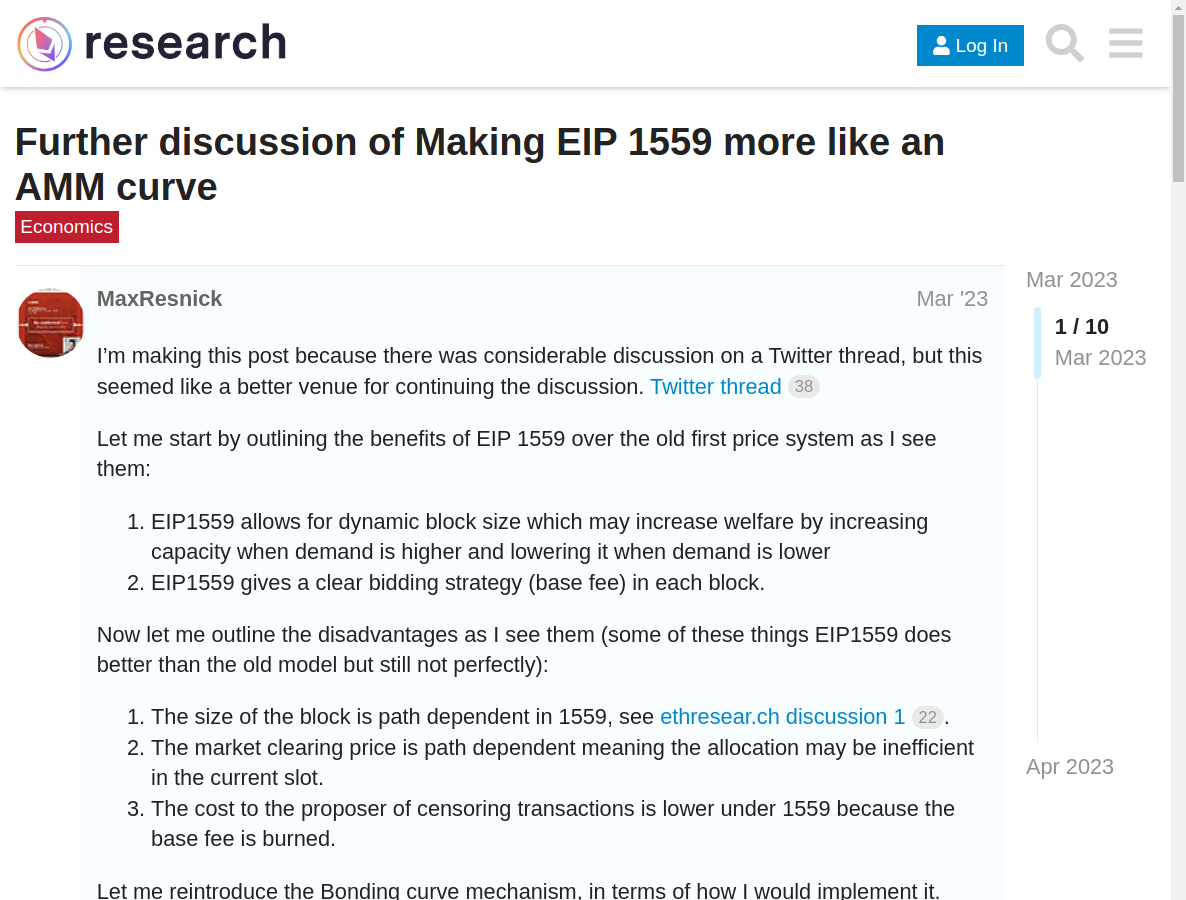 research
Log In
Further discussion of Making EIP 1559 more like an
AMM curve
Economics
MaxResnick
Mar '23
I’m making this post because there was considerable discussion on a Twitter thread, but this
seemed like a better venue for continuing the discussion. Twitter thread 38
Let me start by outlining the benefits of EIP 1559 over the old first price system as I see
them:
1. EIP1559 allows for dynamic block size which may increase welfare by increasing
capacity when demand is higher and lowering it when demand is lower
2. EIP1559 gives a clear bidding strategy (base fee) in each block.
Now let me outline the disadvantages as I see them (some of these things EIP1559 does
better than the old model but still not perfectly):
1. The size of the block is path dependent in 1559, see ethresear.ch discussion 1 22.
2. The market clearing price is path dependent meaning the allocation may be inefficient
in the current slot.
3. The cost to the proposer of censoring transactions is lower under 1559 because the
base fee is burned.
Let me reintroduce the Bonding curve mechanism, in terms of how I would implement it.
Mar 2023
1 / 10
Mar 2023
Apr 2023